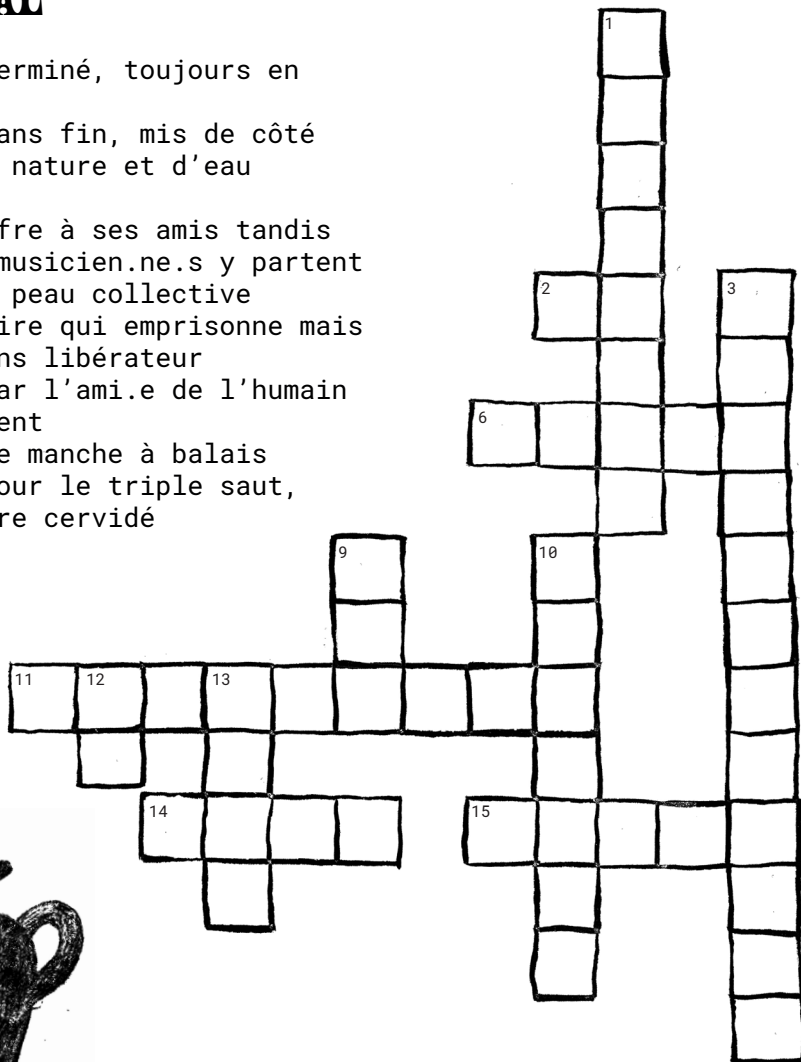 AL
erminé, toujours en
ans fin, mis de côté
nature et d’eau
fre à ses amis tandis
musicien.ne.s y partent
peau collective
ire qui emprisonne mais
ns libérateur
ar l’ami.e de l’humain
ent
e manche à balais
our le triple saut,
re cervidé
1
2
3
6
9
10
11 12 13
14
15